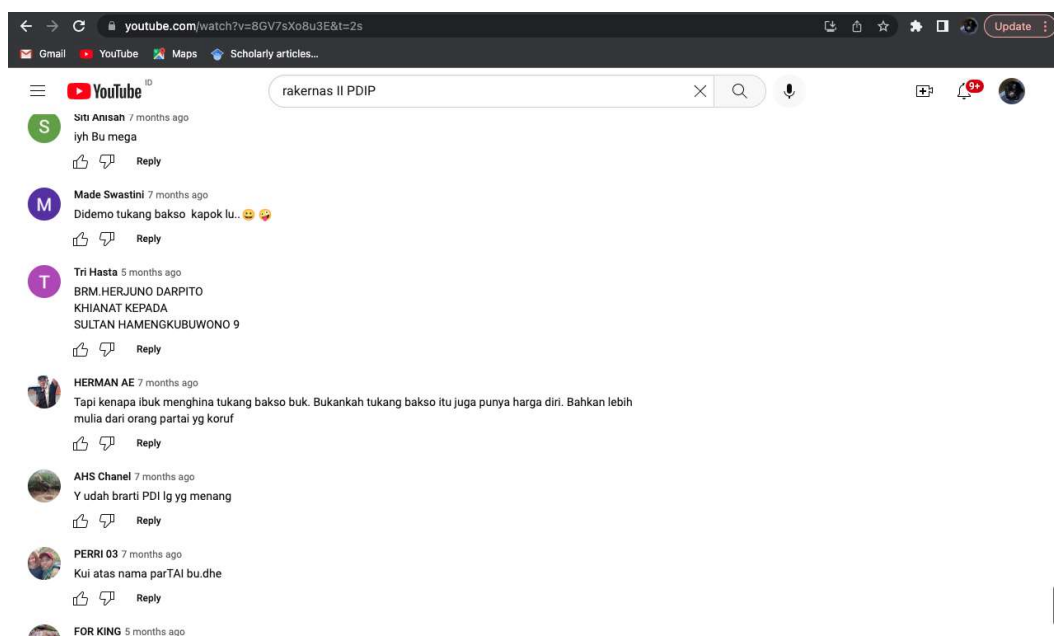 youtube.com/watch?v=8GV7sXo8u3E&t=2s
Update
Gmail YouTube Maps Scholarly articles...
YouTube ID
rakernas II PDIP
9+
S
Siti Anisah 7 months ago
iyh Bu mega
Reply
M
Made Swastini 7 months ago
Didemo tukang bakso kapok lu.. 😀 🤪
Reply
T
Tri Hasta 5 months ago
BRM.HERJUNO DARPITO
KHIANAT KEPADA
SULTAN HAMENGKUBUWONO 9
Reply
HERMAN AE 7 months ago
Tapi kenapa ibuk menghina tukang bakso buk. Bukankah tukang bakso itu juga punya harga diri. Bahkan lebih
mulia dari orang partai yg koruf
Reply
AHS Chanel 7 months ago
Y udah brarti PDI lg yg menang
Reply
PERRI 03 7 months ago
Kui atas nama parTAI bu.dhe
Reply
FOR KING 5 months ago